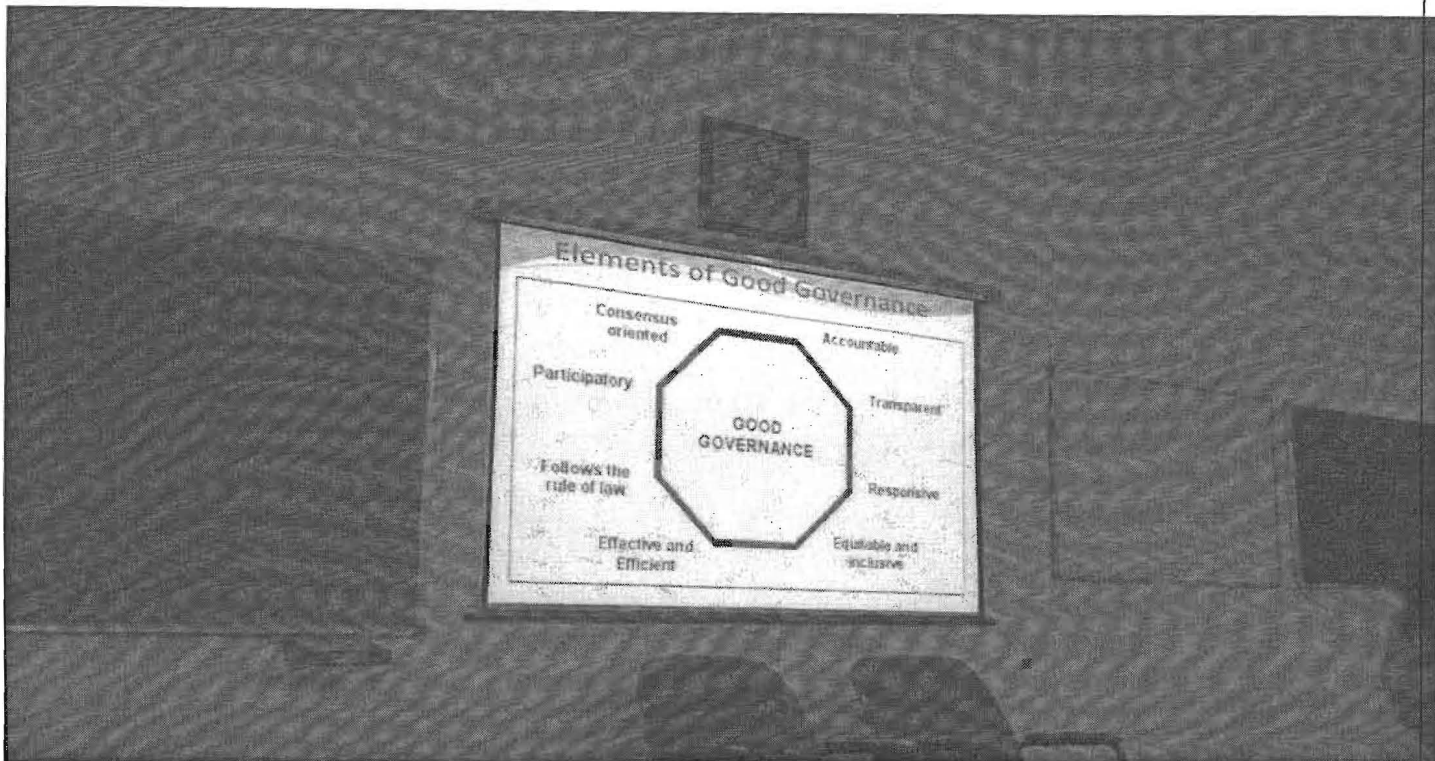 Elements of Good Governance
Consensus
oriented
Accountable
Participatory
Transparent
GOOD
GOVERNANCE
Follows the
rule of law
Responsive
Effective and
Efficient
Equitable and
inclusive